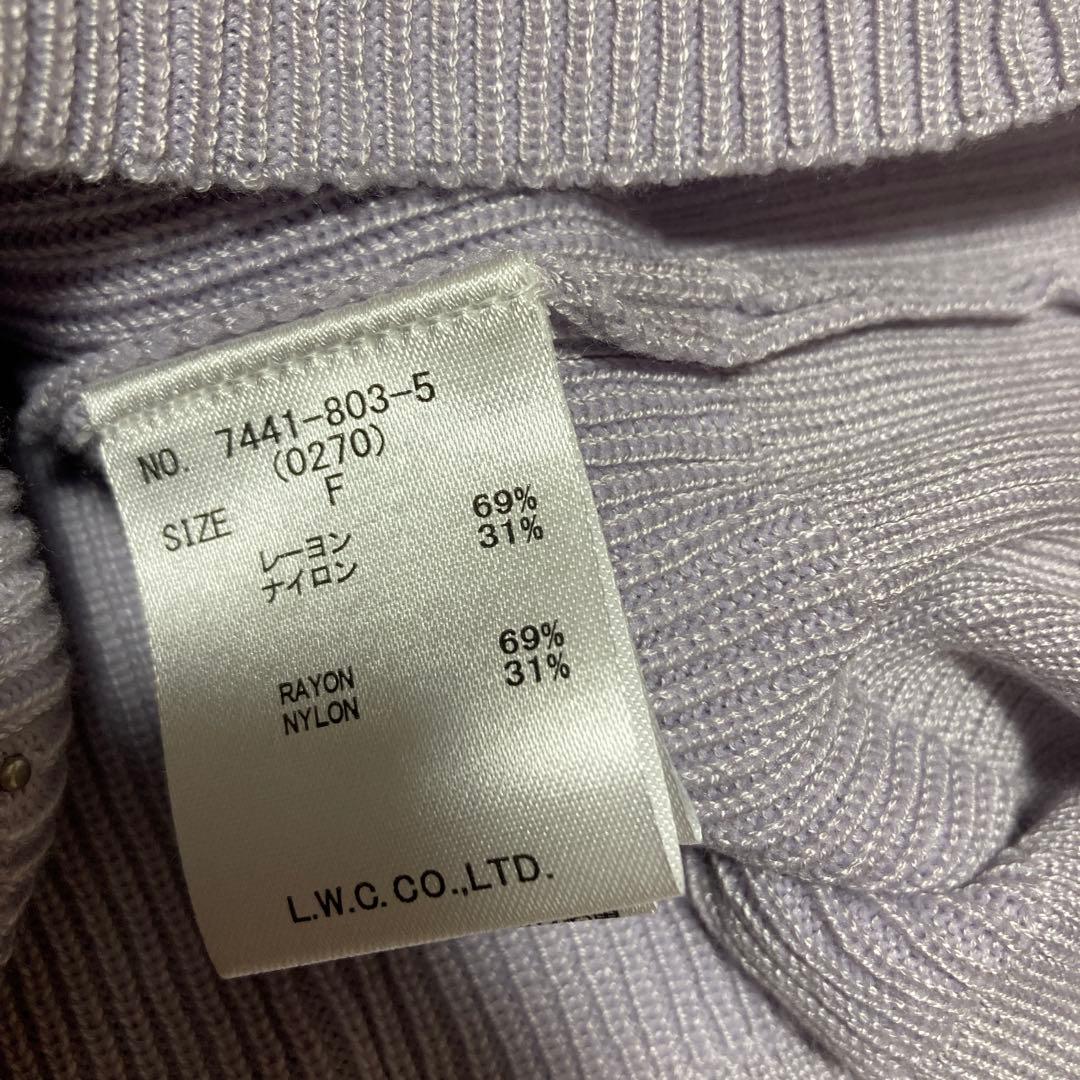 NO. 7441-803-5
(0270)
SIZE F
レーヨン 69%
ナイロン 31%
RAYON 69%
NYLON 31%
L.W.C.CO.,LTD.